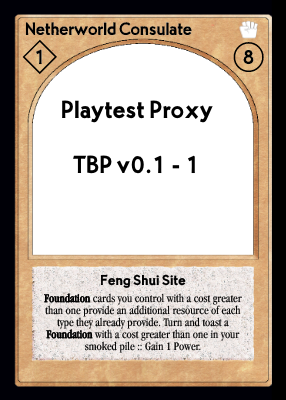 Netherworld Consulate
1
8
Playtest Proxy
TBP v0.1 - 1
Feng Shui Site
Foundation cards you control with a cost greater
than one provide an additional resource of each
type they already provide. Turn and toast a
Foundation with a cost greater than one in your
smoked pile :: Gain 1 Power.